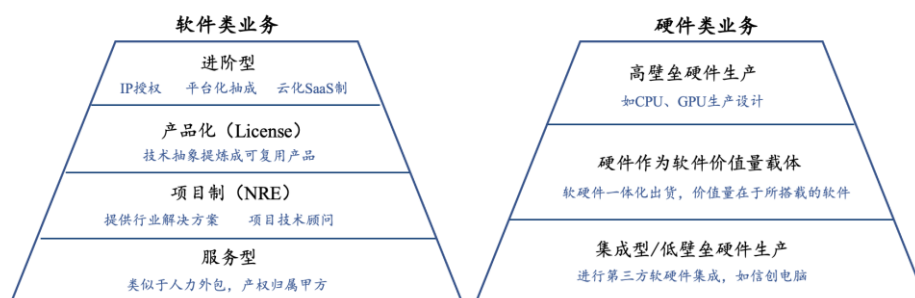 软件类业务
进阶型
IP授权 平台化抽成 云化SaaS制
产品化（License）
技术抽象提炼成可复用产品
项目制（NRE）
提供行业解决方案 项目技术顾问
服务型
类似于人力外包，产权归属甲方
硬件类业务
高壁垒硬件生产
如CPU、GPU生产设计
硬件作为软件价值量载体
软硬件一体化出货，价值量在于所搭载的软件
集成型/低壁垒硬件生产
进行第三方软硬件集成，如信创电脑